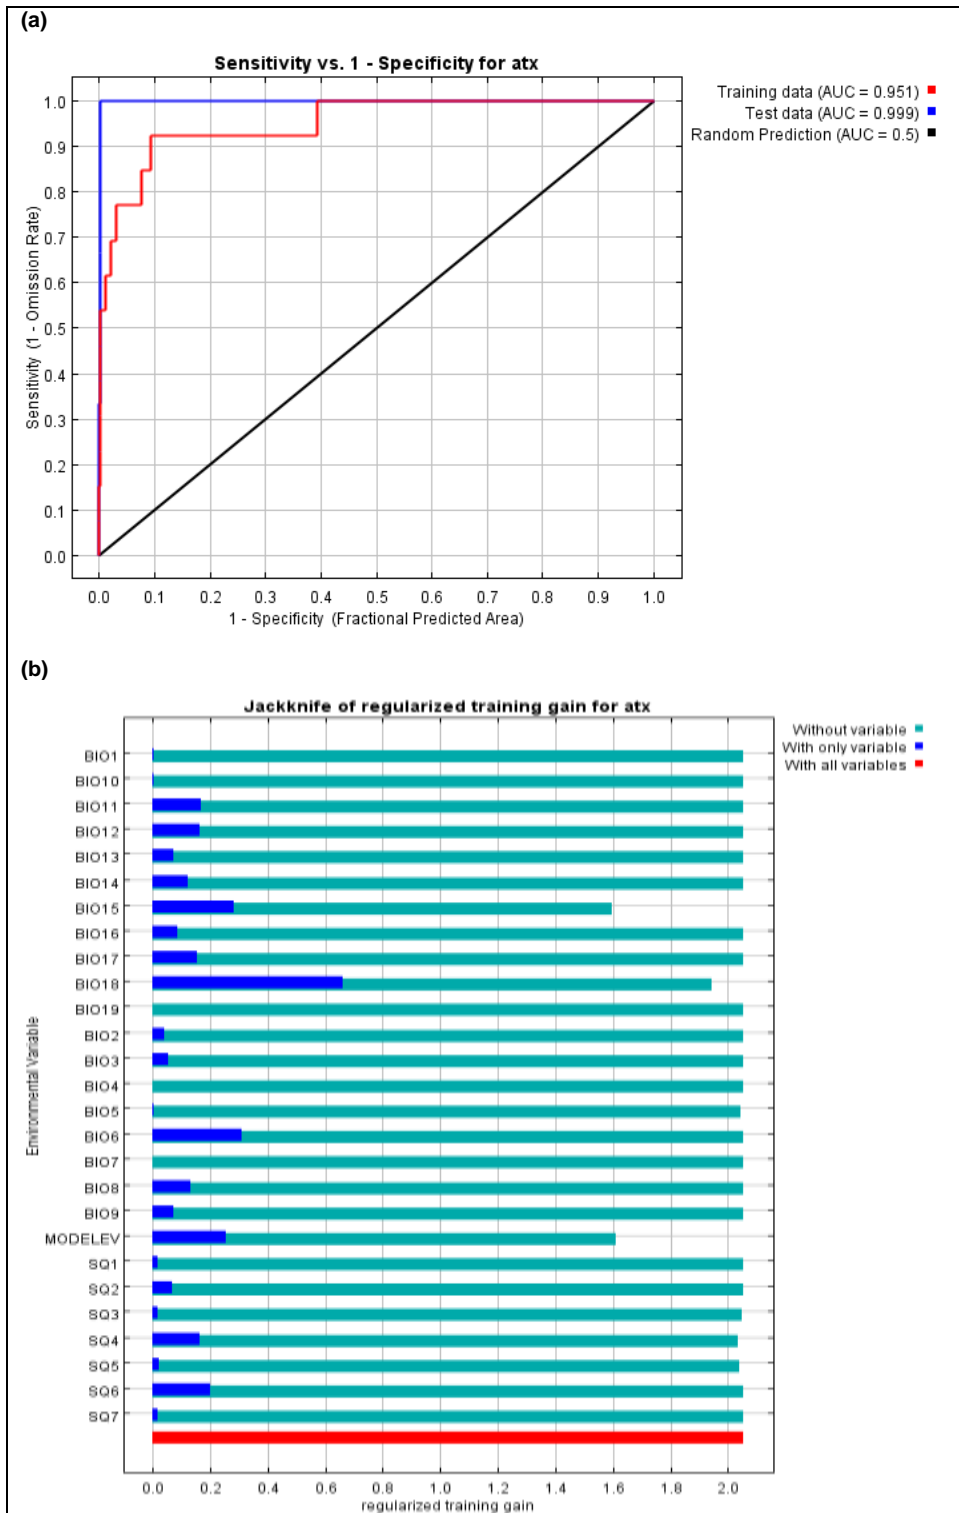 (a)
Sensitivity vs. 1 - Specificity for atx
Training data (AUC = 0.951)
Test data (AUC = 0.999)
Random Prediction (AUC = 0.5)
Sensitivity (1 - Omission Rate)
1.0
0.9
0.8
0.7
0.6
0.5
0.4
0.3
0.2
0.1
0.0
0.0 0.1 0.2 0.3 0.4 0.5 0.6 0.7 0.8 0.9 1.0
1 - Specificity (Fractional Predicted Area)
(b)
Jackknife of regularized training gain for atx
Without variable
With only variable
With all variables
Environmental Variable
BIO1
BIO10
BIO11
BIO12
BIO13
BIO14
BIO15
BIO16
BIO17
BIO18
BIO19
BIO2
BIO3
BIO4
BIO5
BIO6
BIO7
BIO8
BIO9
MODELEV
SQ1
SQ2
SQ3
SQ4
SQ5
SQ6
SQ7
0.0 0.2 0.4 0.6 0.8 1.0 1.2 1.4 1.6 1.8 2.0
regularized training gain